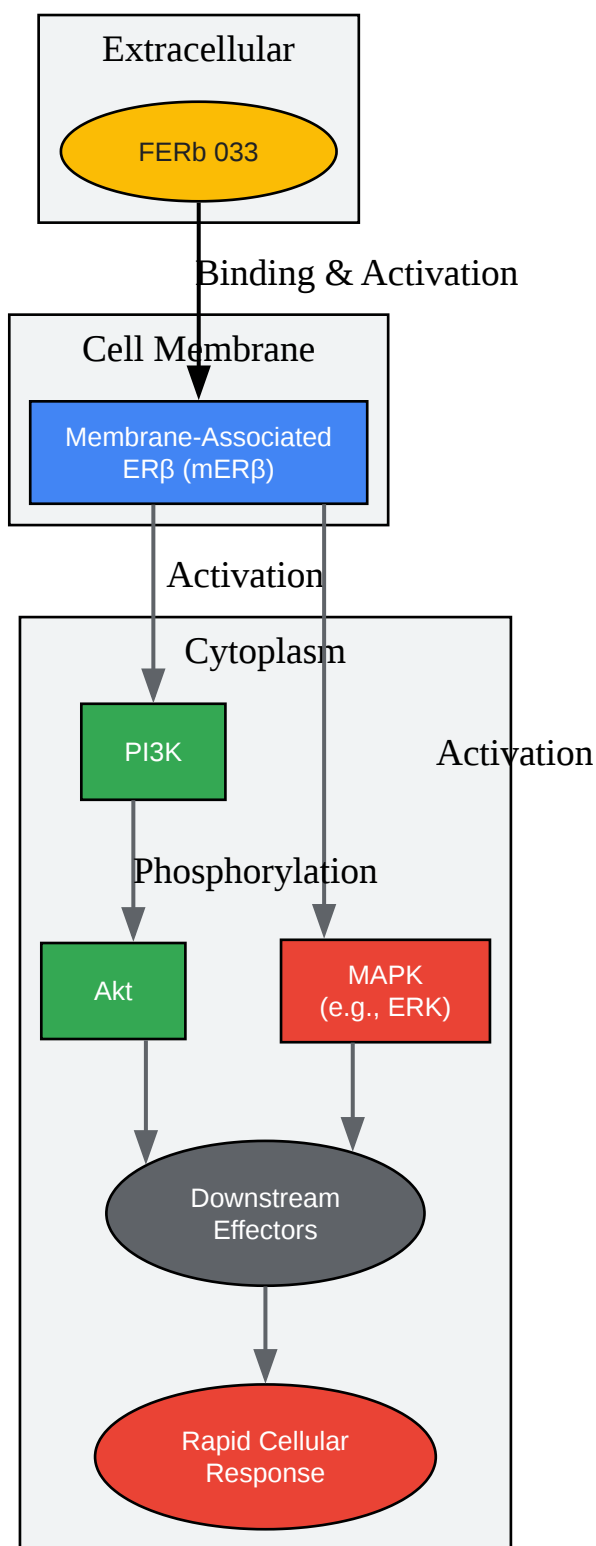 Extracellular
FERb 033
Binding & Activation
Cell Membrane
Membrane-Associated
ERβ (mERβ)
Activation
Cytoplasm
PI3K
Activation
Phosphorylation
Akt
MAPK
(e.g., ERK)
Downstream
Effectors
Rapid Cellular
Response